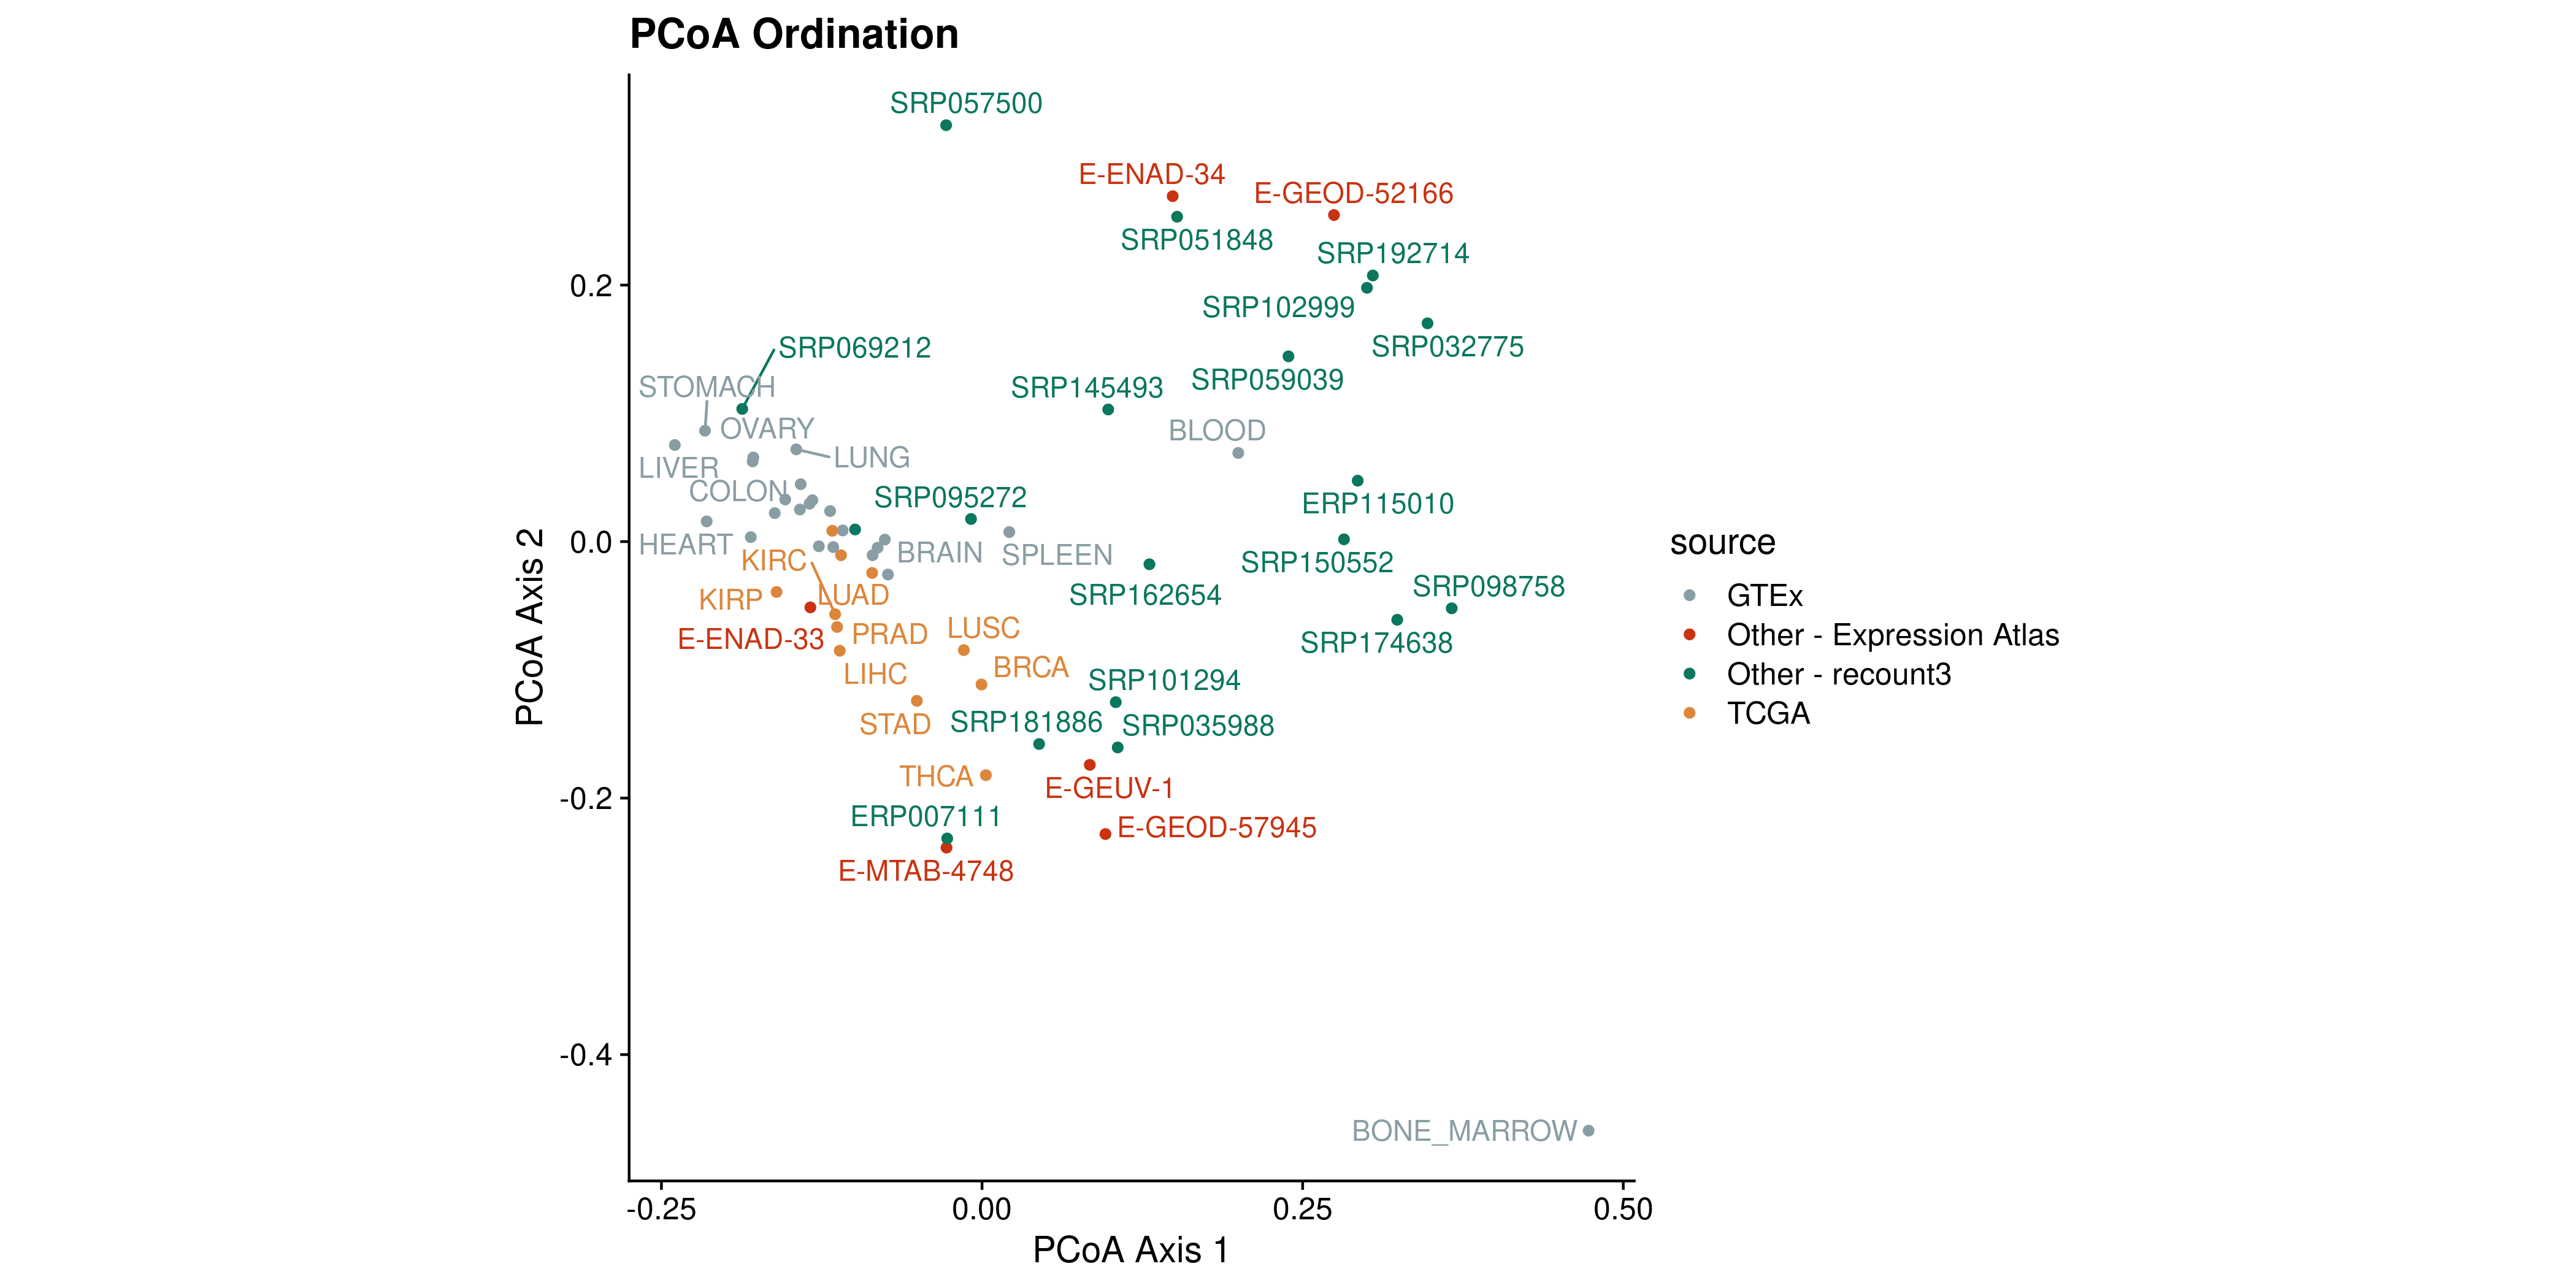 PCoA Ordination
SRP057500
E-ENAD-34
E-GEOD-52166
SRP051848
SRP192714
0.2
SRP102999
SRP069212
SRP032775
STOMACH
SRP145493
SRP059039
OVARY
BLOOD
LUNG
LIVER
COLON
SRP095272
ERP115010
0.0
HEART
BRAIN
SPLEEN
KIRC
SRP150552
SRP098758
KIRP
LUAD
SRP162654
E-ENAD-33
PRAD
LUSC
SRP174638
LIHC
BRCA
SRP101294
STAD
SRP181886
SRP035988
THCA
E-GEUV-1
-0.2
ERP007111
E-GEOD-57945
E-MTAB-4748
-0.4
BONE_MARROW
-0.25
0.00
0.25
0.50
PCoA Axis 1
PCoA Axis 2
source
GTEx
Other - Expression Atlas
Other - recount3
TCGA